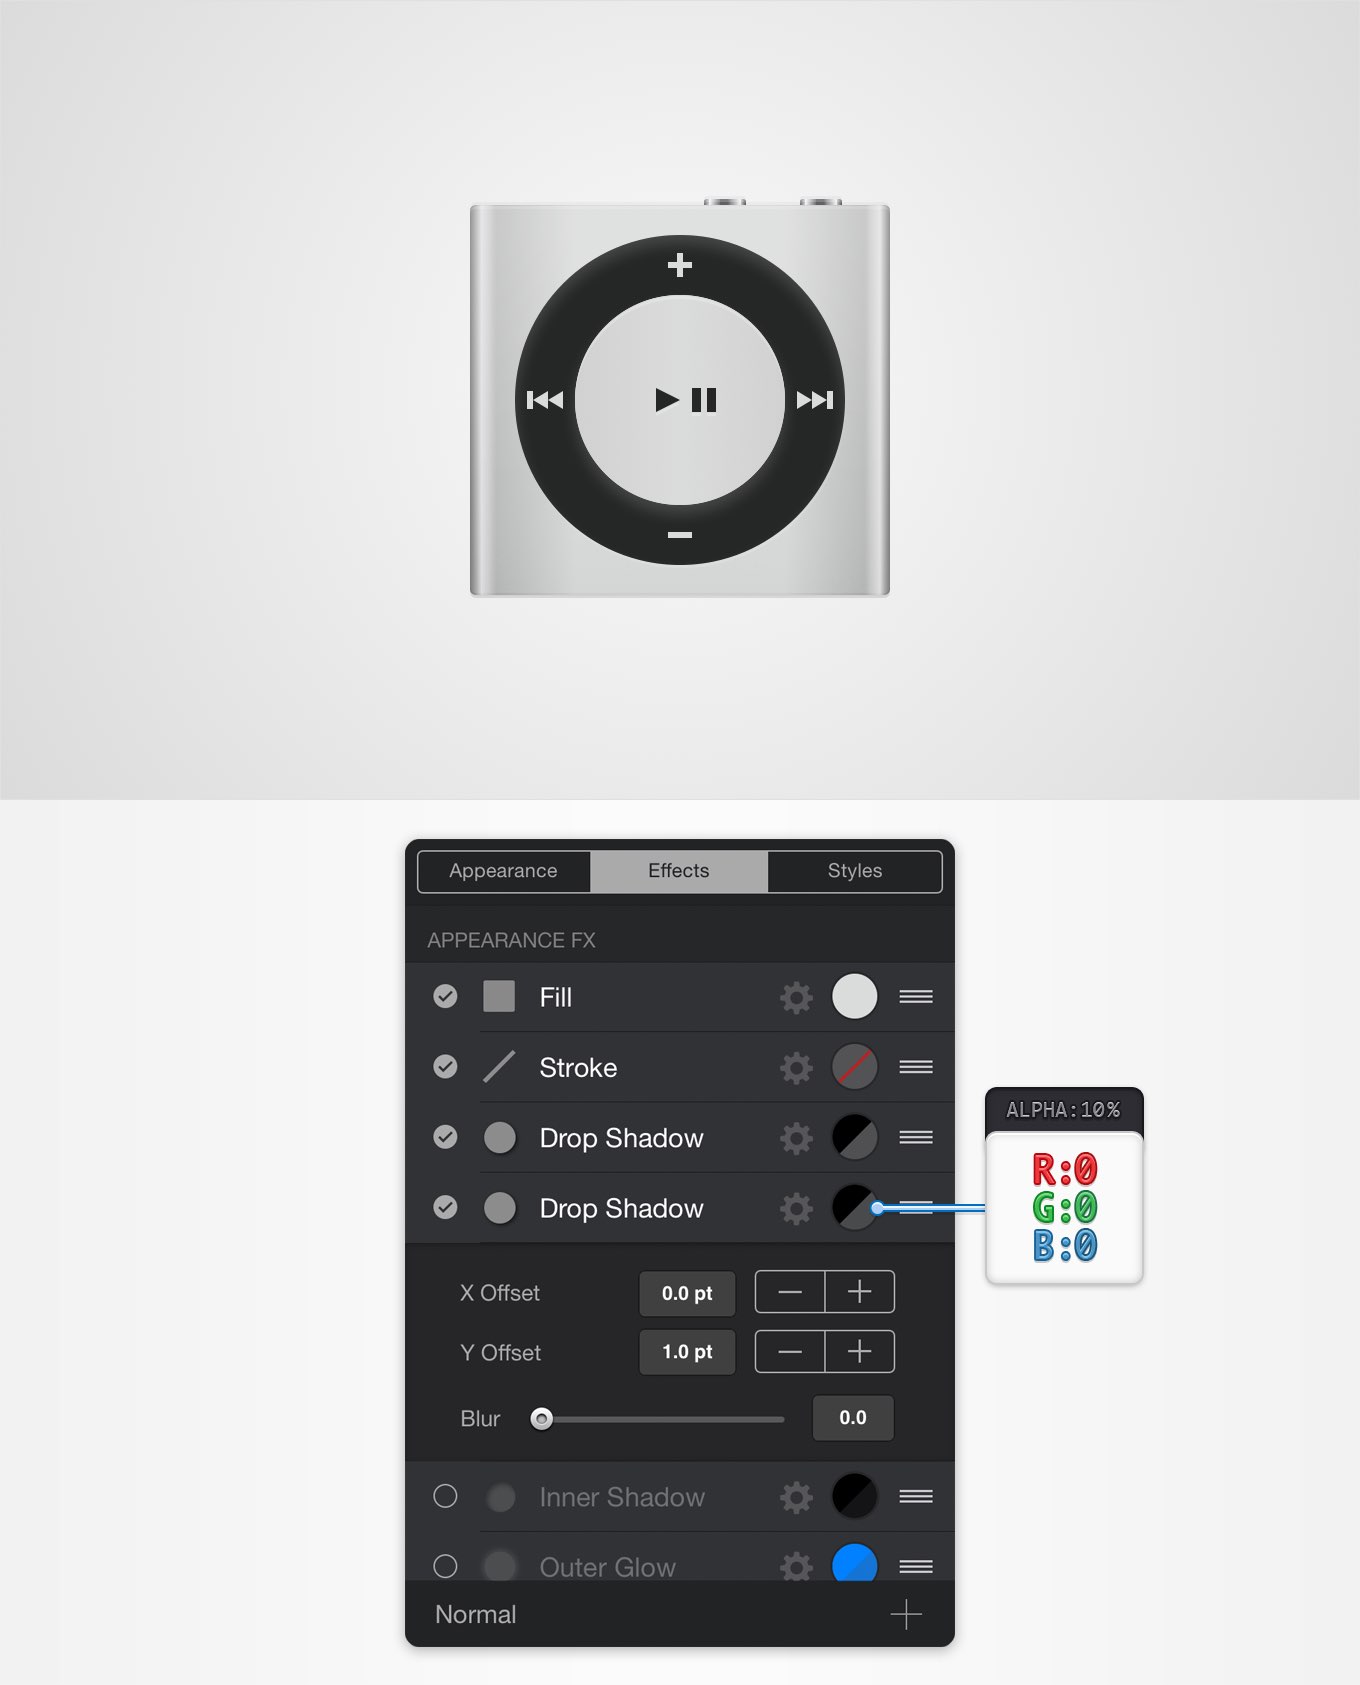 Appearance
Effects
Styles
APPEARANCE FX
Fill
Stroke
Drop Shadow
Drop Shadow
ALPHA:10%
R:0
G:0
B:0
X Offset 0.0 pt
Y Offset 1.0 pt
Blur 0.0
Inner Shadow
Outer Glow
Normal